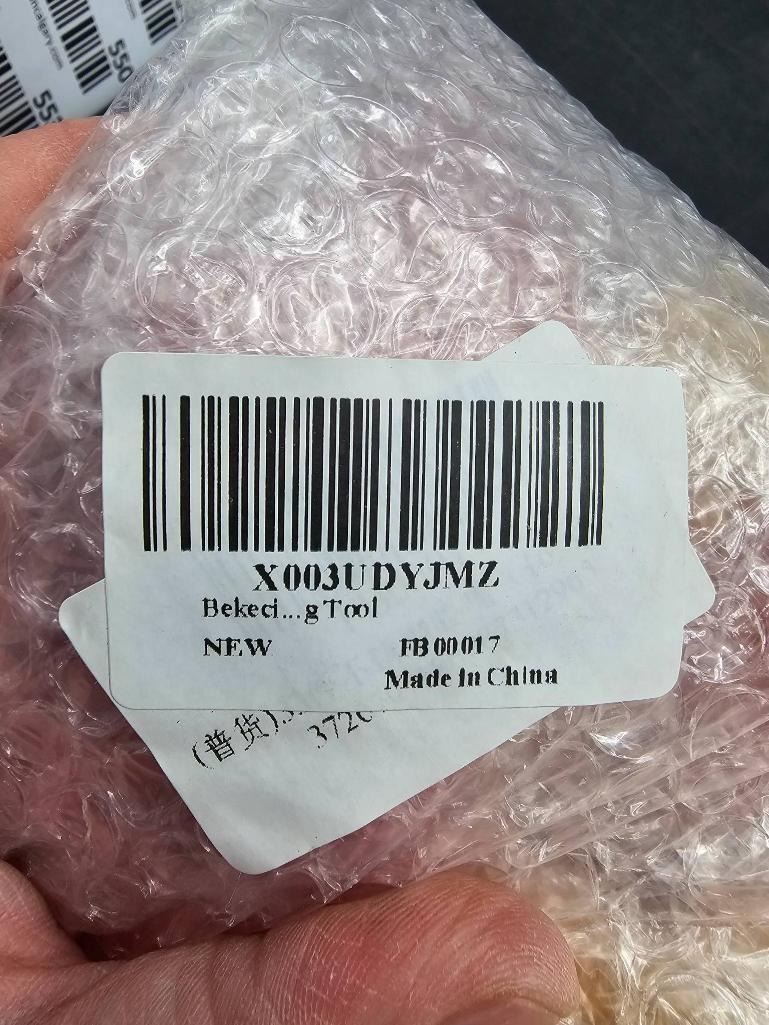 X003UDYJMZ
Bekeci...g Tool
NEW FB00017
Made In China
(普货)